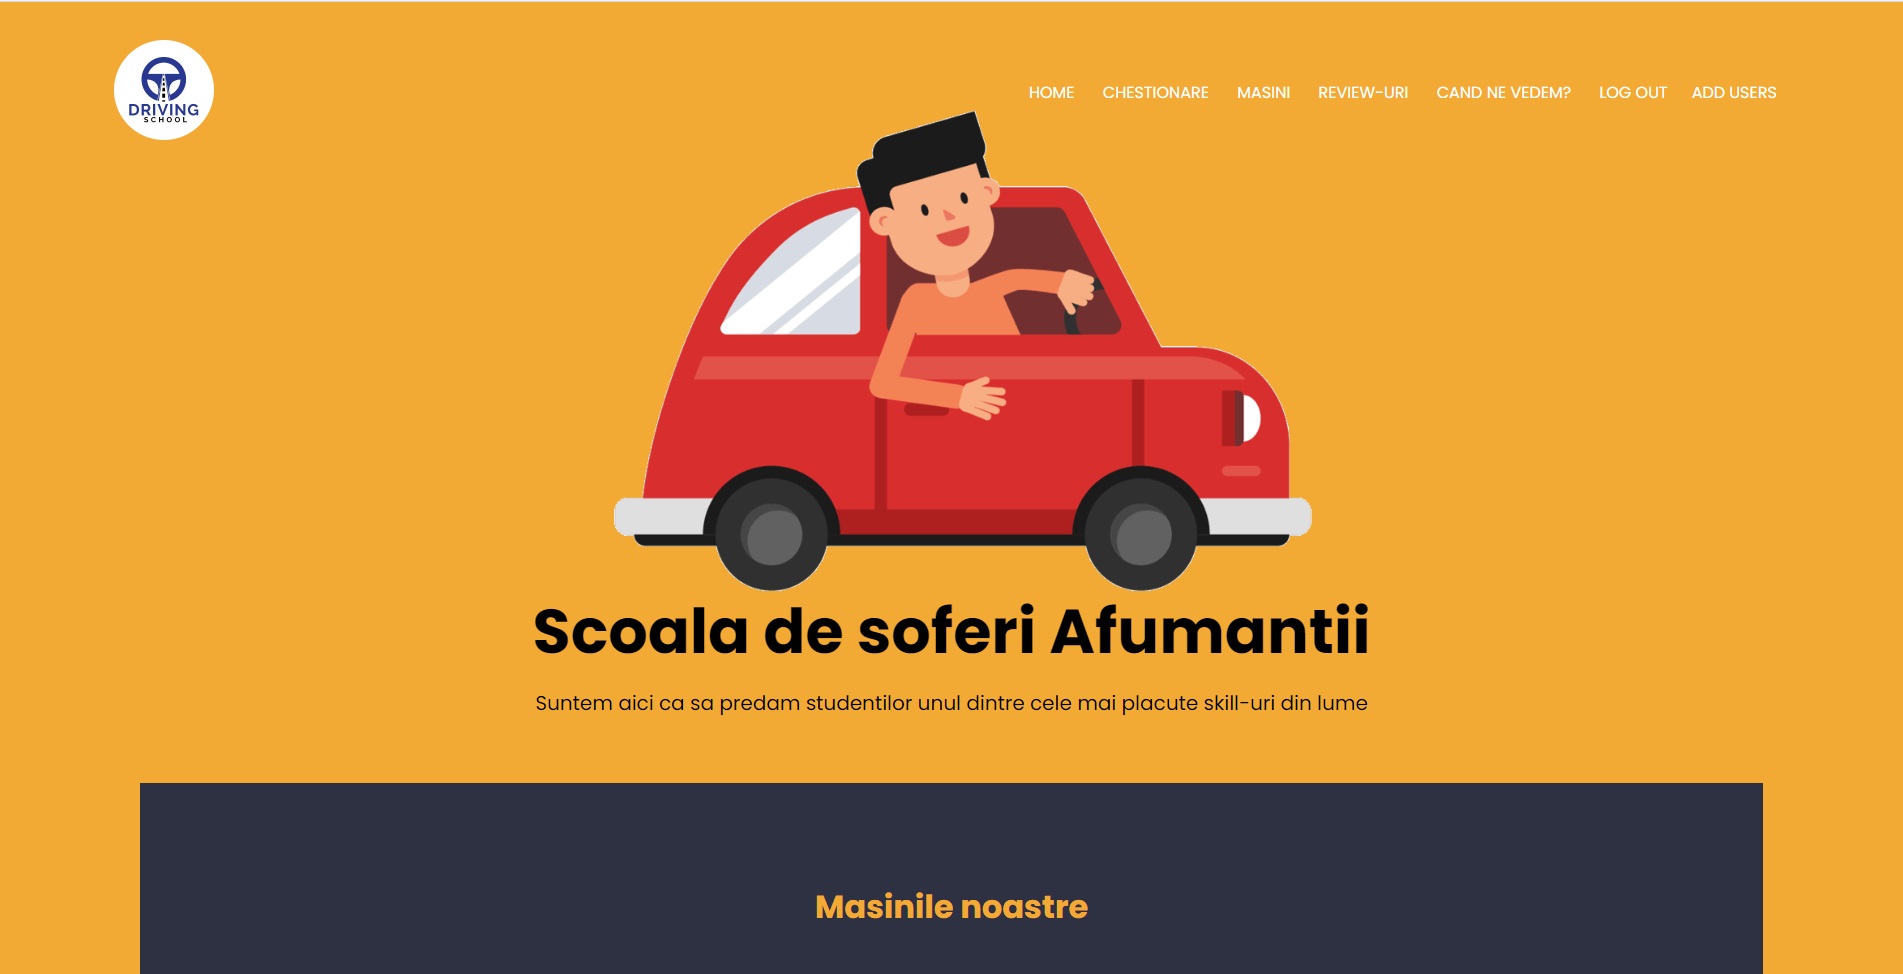 DRIVING
SCHOOL
HOME CHESTIONARE MASINI REVIEW-URI CAND NE VEDEM? LOG OUT ADD USERS
Scoala de soferi Afumantii
Suntem aici ca sa predam studentilor unul dintre cele mai placute skill-uri din lume
Masinile noastre